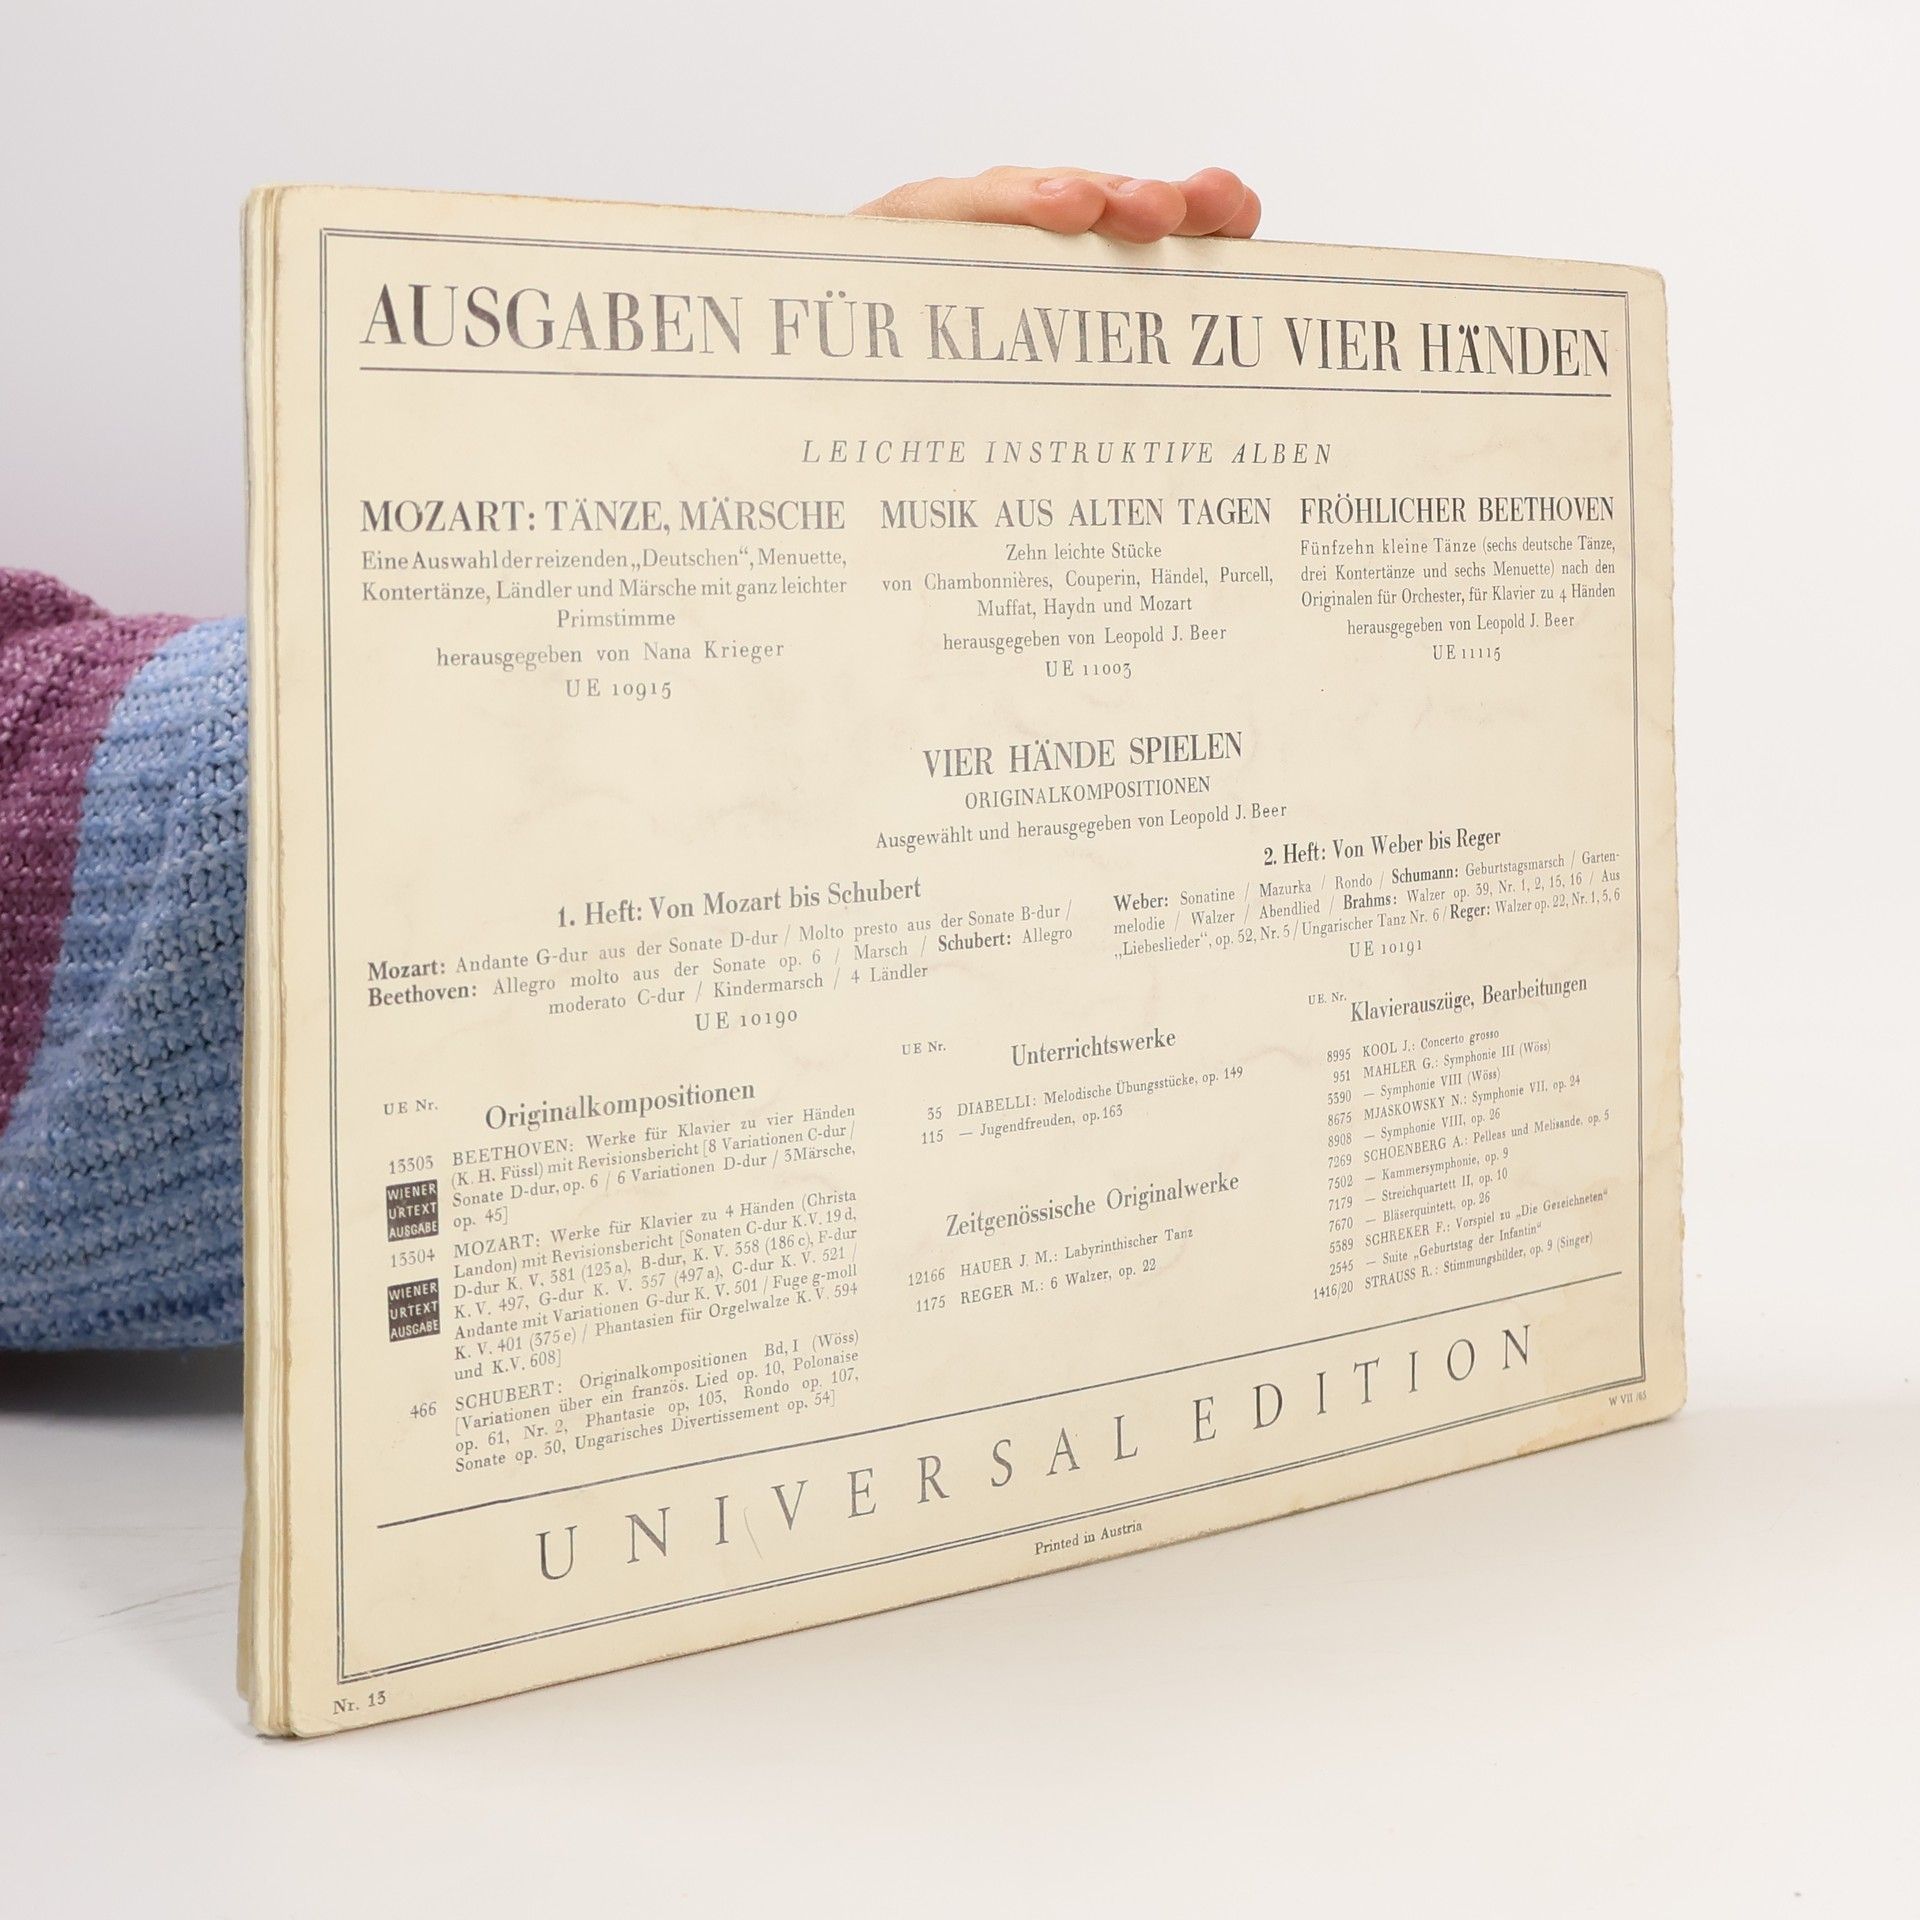 AUSGABEN FÜR KLAVIER ZU VIER HÄNDEN
LEICHTE INSTRUKTIVE ALBEN
MOZART: TÄNZE, MÄRSCHE
Eine Auswahl der reizenden „Deutschen“, Menuette,
Kontertänze, Ländler und Märsche mit ganz leichter
Primstimme
herausgegeben von Nana Krieger
UE 10915
MUSIK AUS ALTEN TAGEN
Zehn leichte Stücke
von Chambonnières, Couperin, Händel, Purcell,
Muffat, Haydn und Mozart
herausgegeben von Leopold J. Beer
UE 11003
FRÖHLICHER BEETHOVEN
Fünfzehn kleine Tänze (sechs deutsche Tänze,
drei Kontertänze und sechs Menuette) nach den
Originalen für Orchester, für Klavier zu 4 Händen
herausgegeben von Leopold J. Beer
UE 11115
VIER HÄNDE SPIELEN
ORIGINALKOMPOSITIONEN
Ausgewählt und herausgegeben von Leopold J. Beer
1. Heft: Von Mozart bis Schubert
Mozart: Andante G-dur aus der Sonate D-dur / Molto presto aus der Sonate B-dur /
Beethoven: Allegro molto aus der Sonate op. 6 / Marsch / Schubert: Allegro
moderato C-dur / Kindermarsch / 4 Ländler
UE 10190
2. Heft: Von Weber bis Reger
Weber: Sonatine / Mazurka / Rondo / Schumann: Geburtstagsmarsch / Garten-
melodie / Walzer / Abendlied / Brahms: Walzer op. 39, Nr. 1, 2, 15, 16 / Aus
„Liebeslieder“, op. 52, Nr. 5 / Ungarischer Tanz Nr. 6 / Reger: Walzer op. 22, Nr. 1, 5, 6
UE 10191
UE Nr.
Originalkompositionen
13303 BEETHOVEN: Werke für Klavier zu vier Händen
(K. H. Füssl) mit Revisionsbericht [8 Variationen C-dur /
Sonate D-dur, op. 6 / 6 Variationen D-dur / 3 Märsche,
op. 45]
WIENER
URTEXT
AUSGABE
13304 MOZART: Werke für Klavier zu 4 Händen (Christa
Landon) mit Revisionsbericht [Sonaten C-dur K.V. 19d,
D-dur K. V. 381 (123a), B-dur, K. V. 358 (186c), F-dur
K. V. 497, G-dur K. V. 357 (497a), C-dur K. V. 521 /
Andante mit Variationen G-dur K. V. 501 / Fuge g-moll
K. V. 401 (375e) / Phantasien für Orgelwalze K. V. 594
und K.V. 608]
WIENER
URTEXT
AUSGABE
466 SCHUBERT: Originalkompositionen Bd, I (Wöss)
[Variationen über ein französ. Lied op. 10, Polonaise
op. 61, Nr. 2, Phantasie op, 103, Rondo op. 107,
Sonate op. 30, Ungarisches Divertissement op. 54]
UE Nr.
Unterrichtswerke
35 DIABELLI: Melodische Übungsstücke, op. 149
115 — Jugendfreuden, op. 163
Zeitgenössische Originalwerke
12166 HAUER J. M.: Labyrinthischer Tanz
1175 REGER M.: 6 Walzer, op. 22
UE. Nr.
Klavierauszüge, Bearbeitungen
8995 KOOL J.: Concerto grosso
951 MAHLER G.: Symphonie III (Wöss)
3390 — Symphonie VIII (Wöss)
8675 MJASKOWSKY N.: Symphonie VII, op. 24
8908 — Symphonie VIII, op. 26
7269 SCHOENBERG A.: Pelleas und Melisande, op. 5
7502 — Kammersymphonie, op. 9
7179 — Streichquartett II, op. 10
7670 — Bläserquintett, op. 26
5389 SCHREKER F.: Vorspiel zu „Die Gezeichneten“
2545 — Suite „Geburtstag der Infantin“
1416/20 STRAUSS R.: Stimmungsbilder, op. 9 (Singer)
UNIVERSAL EDITION
Printed in Austria
W VII /65
Nr. 13